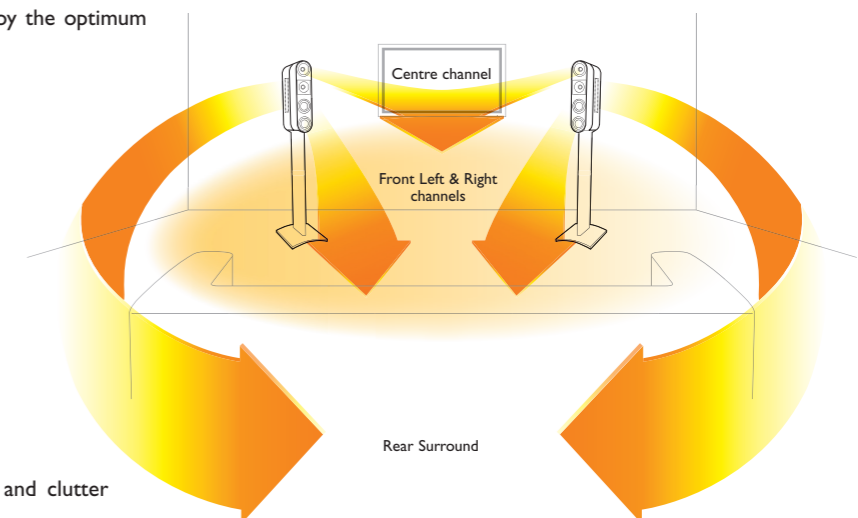 by the optimum
Centre channel
Front Left & Right
channels
Rear Surround
and clutter